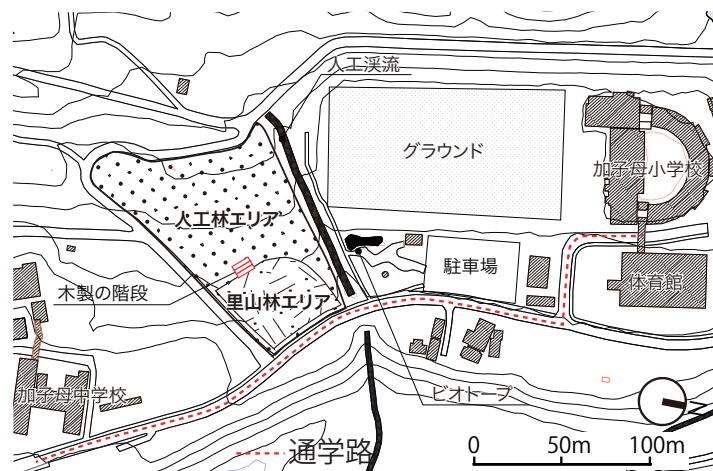 人工渓流
グラウンド
加子母小学校
人工林エリア
駐車場
体育館
木製の階段
里山林エリア
加子母中学校
ビオトープ
通学路
0 50m 100m